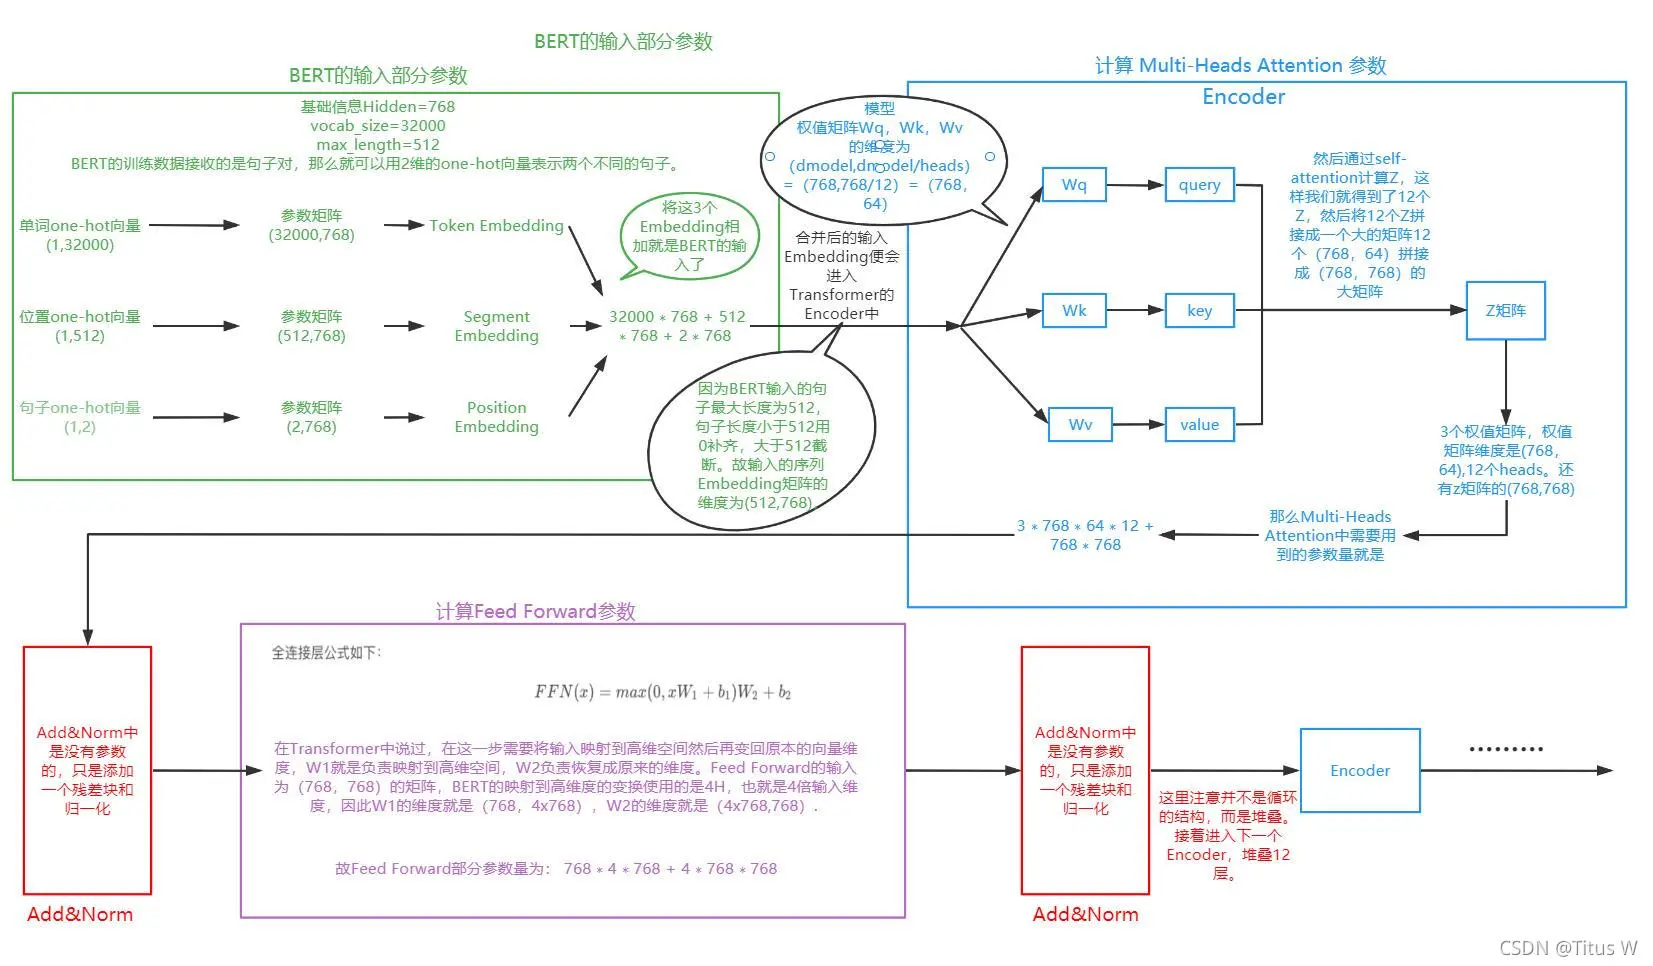 BERT的输入部分参数
BERT的输入部分参数
基础信息Hidden=768
vocab_size=32000
max_length=512
BERT的训练数据接收的是句子对，那么就可以用2维的one-hot向量表示两个不同的句子。
单词one-hot向量
(1,32000)
参数矩阵
(32000,768)
Token Embedding
位置one-hot向量
(1,512)
参数矩阵
(512,768)
Segment
Embedding
句子one-hot向量
(1,2)
参数矩阵
(2,768)
Position
Embedding
将这3个
Embedding相
加就是BERT的输
入了
32000 * 768 + 512
* 768 + 2 * 768
模型
权值矩阵Wq，Wk，Wv
的维度为
(dmodel,dmodel/heads)
=（768,768/12）=（768，
64）
合并后的输入
Embedding便会
进入
Transformer的
Encoder中
因为BERT输入的句
子最大长度为512，
句子长度小于512用
0补齐，大于512截
断。故输入的序列
Embedding矩阵的
维度为(512,768)
计算 Multi-Heads Attention 参数
Encoder
Wq
query
Wk
key
Wv
value
然后通过self-
attention计算Z，这
样我们就得到了12个
Z，然后将12个Z拼
接成一个大的矩阵12
个（768，64）拼接
成（768，768）的
大矩阵
Z矩阵
3个权值矩阵，权值
矩阵维度是(768，
64),12个heads。还
有z矩阵的(768,768)
那么Multi-Heads
Attention中需要用
到的参数量就是
3 * 768 * 64 * 12 +
768 * 768
计算Feed Forward参数
全连接层公式如下：
FFN(x) = max(0, xW₁ + b₁)W₂ + b₂
在Transformer中说过，在这一步需要将输入映射到高维空间然后再变回原本的向量维
度，W1就是负责映射到高维空间，W2负责恢复成原来的维度。Feed Forward的输入
为（768，768）的矩阵，BERT的映射到高维度的变换使用的是4H，也就是4倍输入维
度，因此W1的维度就是（768，4x768），W2的维度就是（4x768,768）.
故Feed Forward部分参数量为： 768 * 4 * 768 + 4 * 768 * 768
Add&Norm中
是没有参数
的，只是添加
一个残差块和
归一化
Add&Norm
Add&Norm中
是没有参数
的，只是添加
一个残差块和
归一化
Add&Norm
这里注意并不是循环
的结构，而是堆叠。
接着进入下一个
Encoder，堆叠12
层。
Encoder
·········
CSDN @Titus W